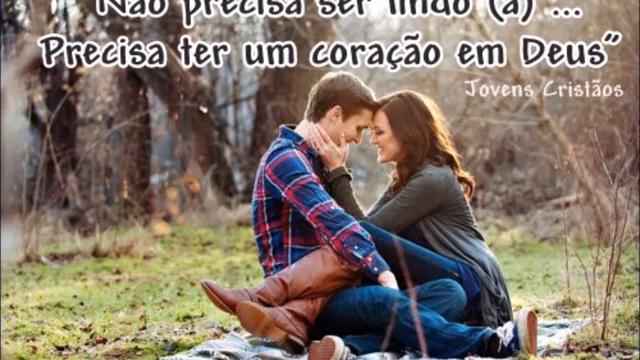 Não precisa ser lindo (a) ...
Precisa ter um coração em Deus"
Jovens Cristãos